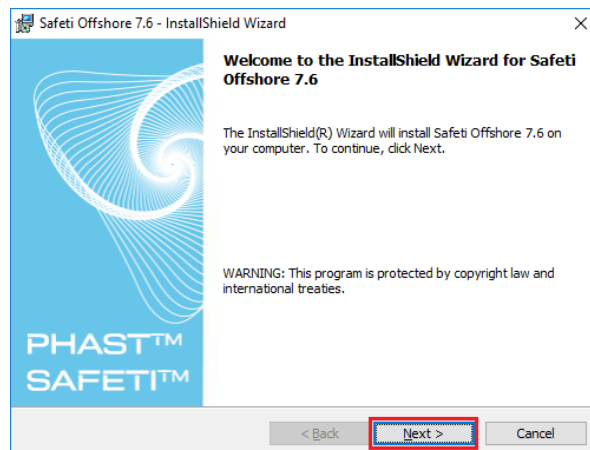 Safeti Offshore 7.6 - InstallShield Wizard
Welcome to the InstallShield Wizard for Safeti
Offshore 7.6
The InstallShield(R) Wizard will install Safeti Offshore 7.6 on
your computer. To continue, click Next.
WARNING: This program is protected by copyright law and
international treaties.
PHAST™
SAFETI™
< Back
Next >
Cancel